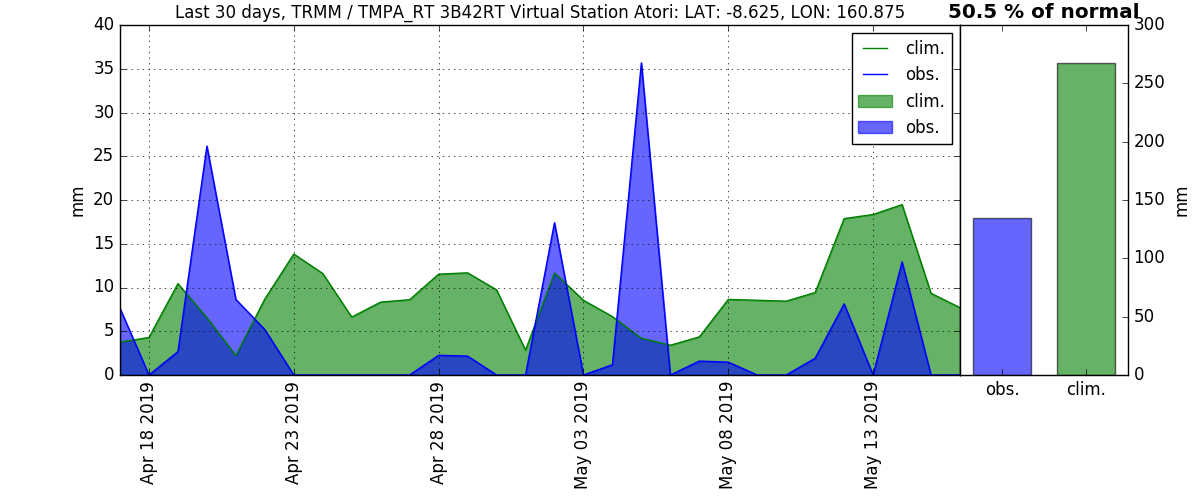 Last 30 days, TRMM / TMPA_RT 3B42RT Virtual Station Atori: LAT: -8.625, LON: 160.875
50.5 % of normal
mm
40
35
30
25
20
15
10
5
0
clim.
obs.
clim.
obs.
Apr 18 2019
Apr 23 2019
Apr 28 2019
May 03 2019
May 08 2019
May 13 2019
300
250
200
150
100
50
0
mm
obs.
clim.